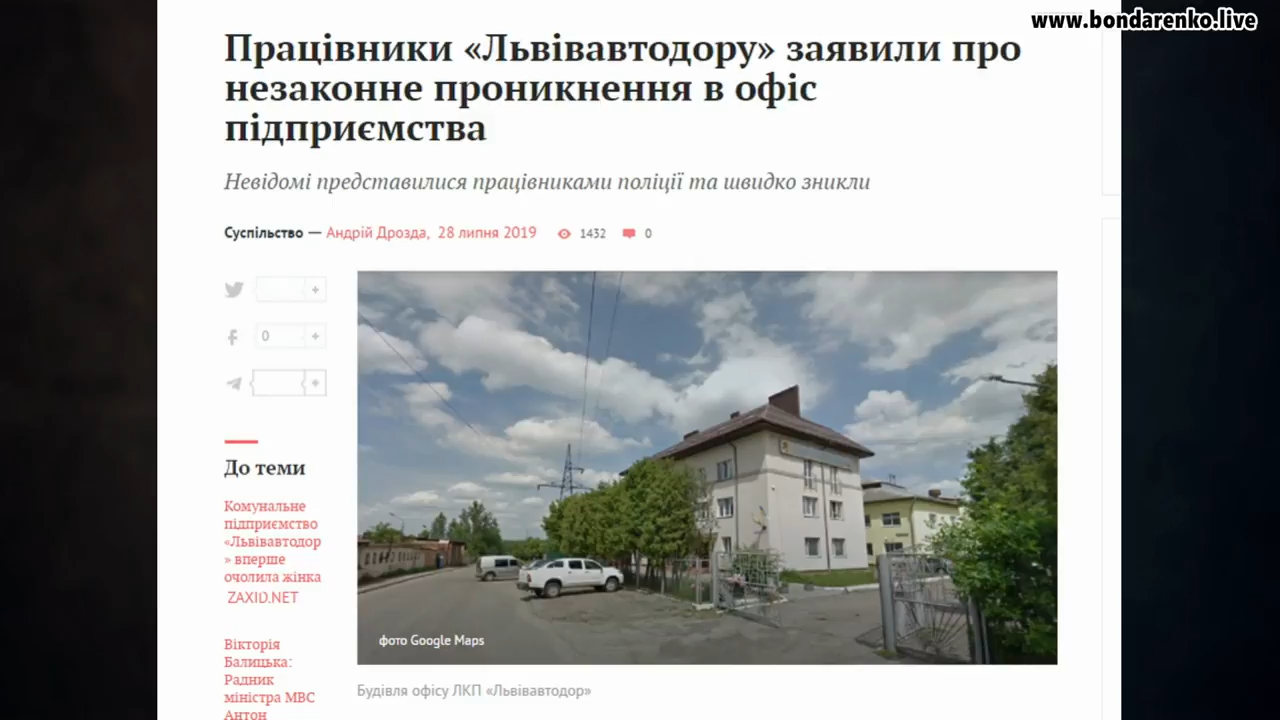 www.bondarenko.live
Працівники «Львівавтодору» заявили про
незаконне проникнення в офіс
підприємства
Невідомі представилися працівниками поліції та швидко зникли
Суспільство — Андрій Дрозда, 28 липня 2019 1432 0
+
0 +
+
До теми
Комунальне
підприємство
«Львівавтодор
» вперше
очолила жінка
ZAXID.NET
Вікторія
Балицька:
Радник
міністра МВС
Антон
фото Google Maps
Будівля офісу ЛКП «Львівавтодор»